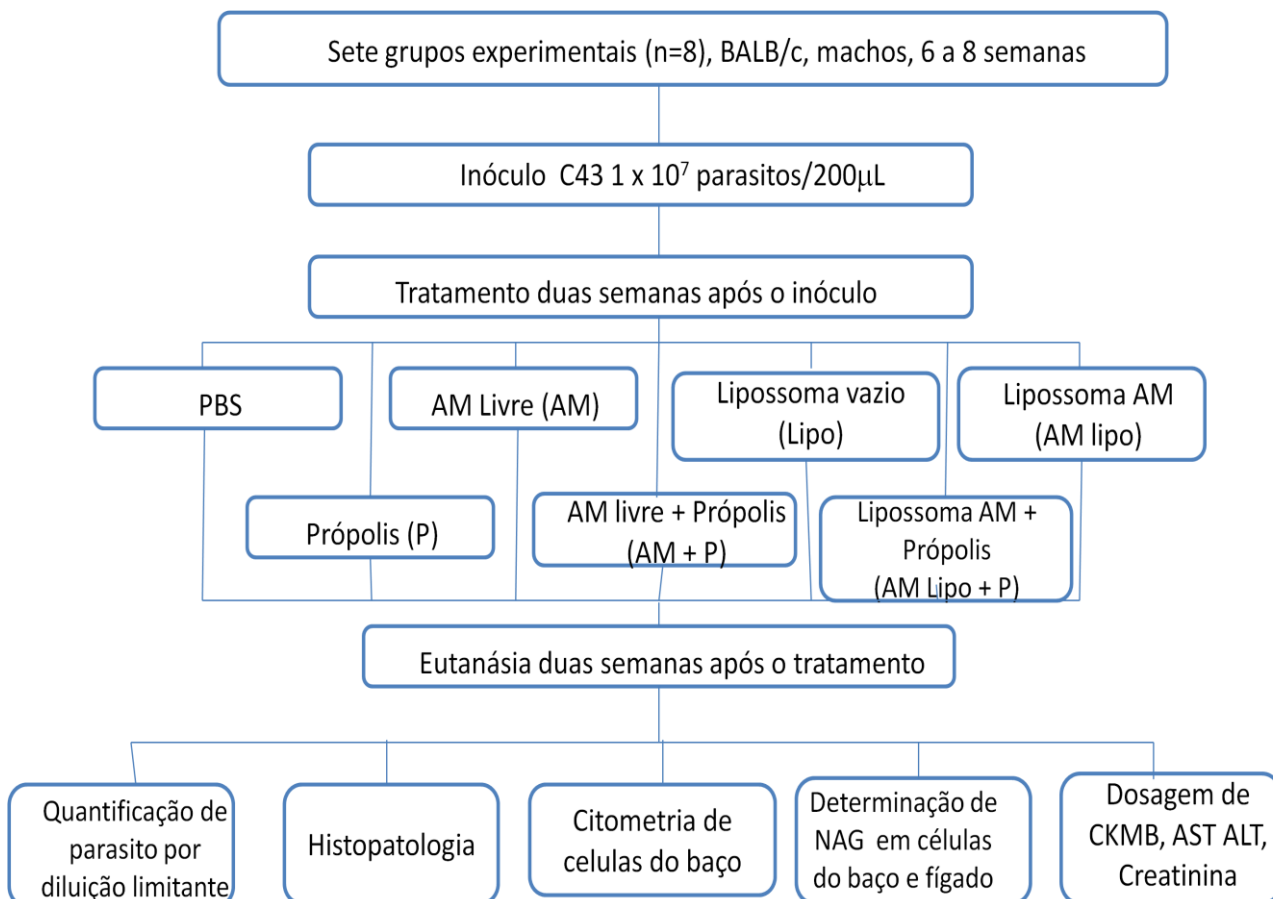 Sete grupos experimentais (n=8), BALB/c, machos, 6 a 8 semanas
Inóculo C43 1 x 10⁷ parasitos/200μL
Tratamento duas semanas após o inóculo
PBS
AM Livre (AM)
Lipossoma vazio
(Lipo)
Lipossoma AM
(AM lipo)
Própolis (P)
AM livre + Própolis
(AM + P)
Lipossoma AM +
Própolis
(AM Lipo + P)
Eutanásia duas semanas após o tratamento
Quantificação de
parasito por
diluição limitante
Histopatologia
Citometria de
celulas do baço
Determinação de
NAG em células
do baço e fígado
Dosagem de
CKMB, AST ALT,
Creatinina